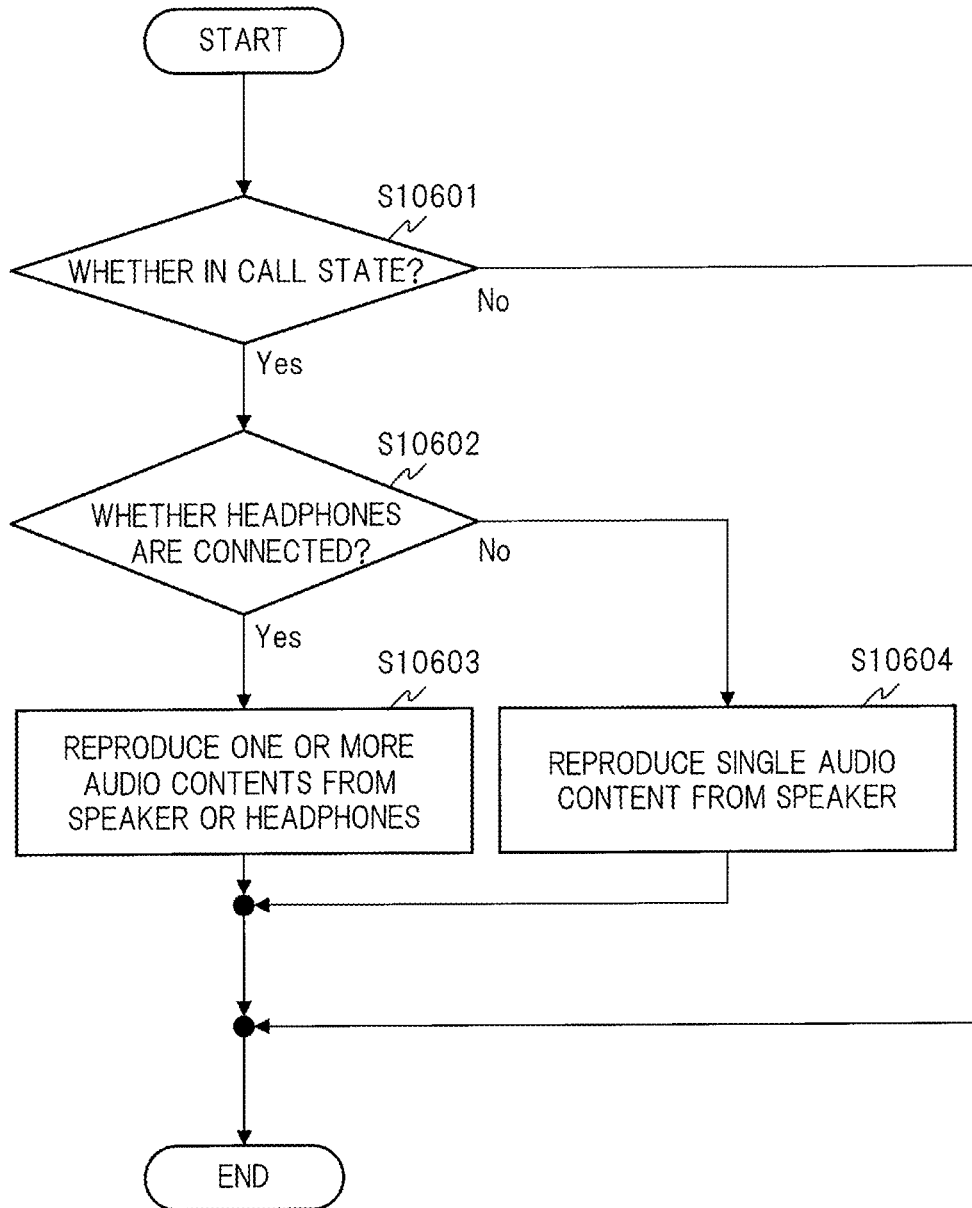 START
S10601
WHETHER IN CALL STATE?
No
Yes
S10602
WHETHER HEADPHONES
ARE CONNECTED?
No
Yes
S10603
REPRODUCE ONE OR MORE
AUDIO CONTENTS FROM
SPEAKER OR HEADPHONES
S10604
REPRODUCE SINGLE AUDIO
CONTENT FROM SPEAKER
END